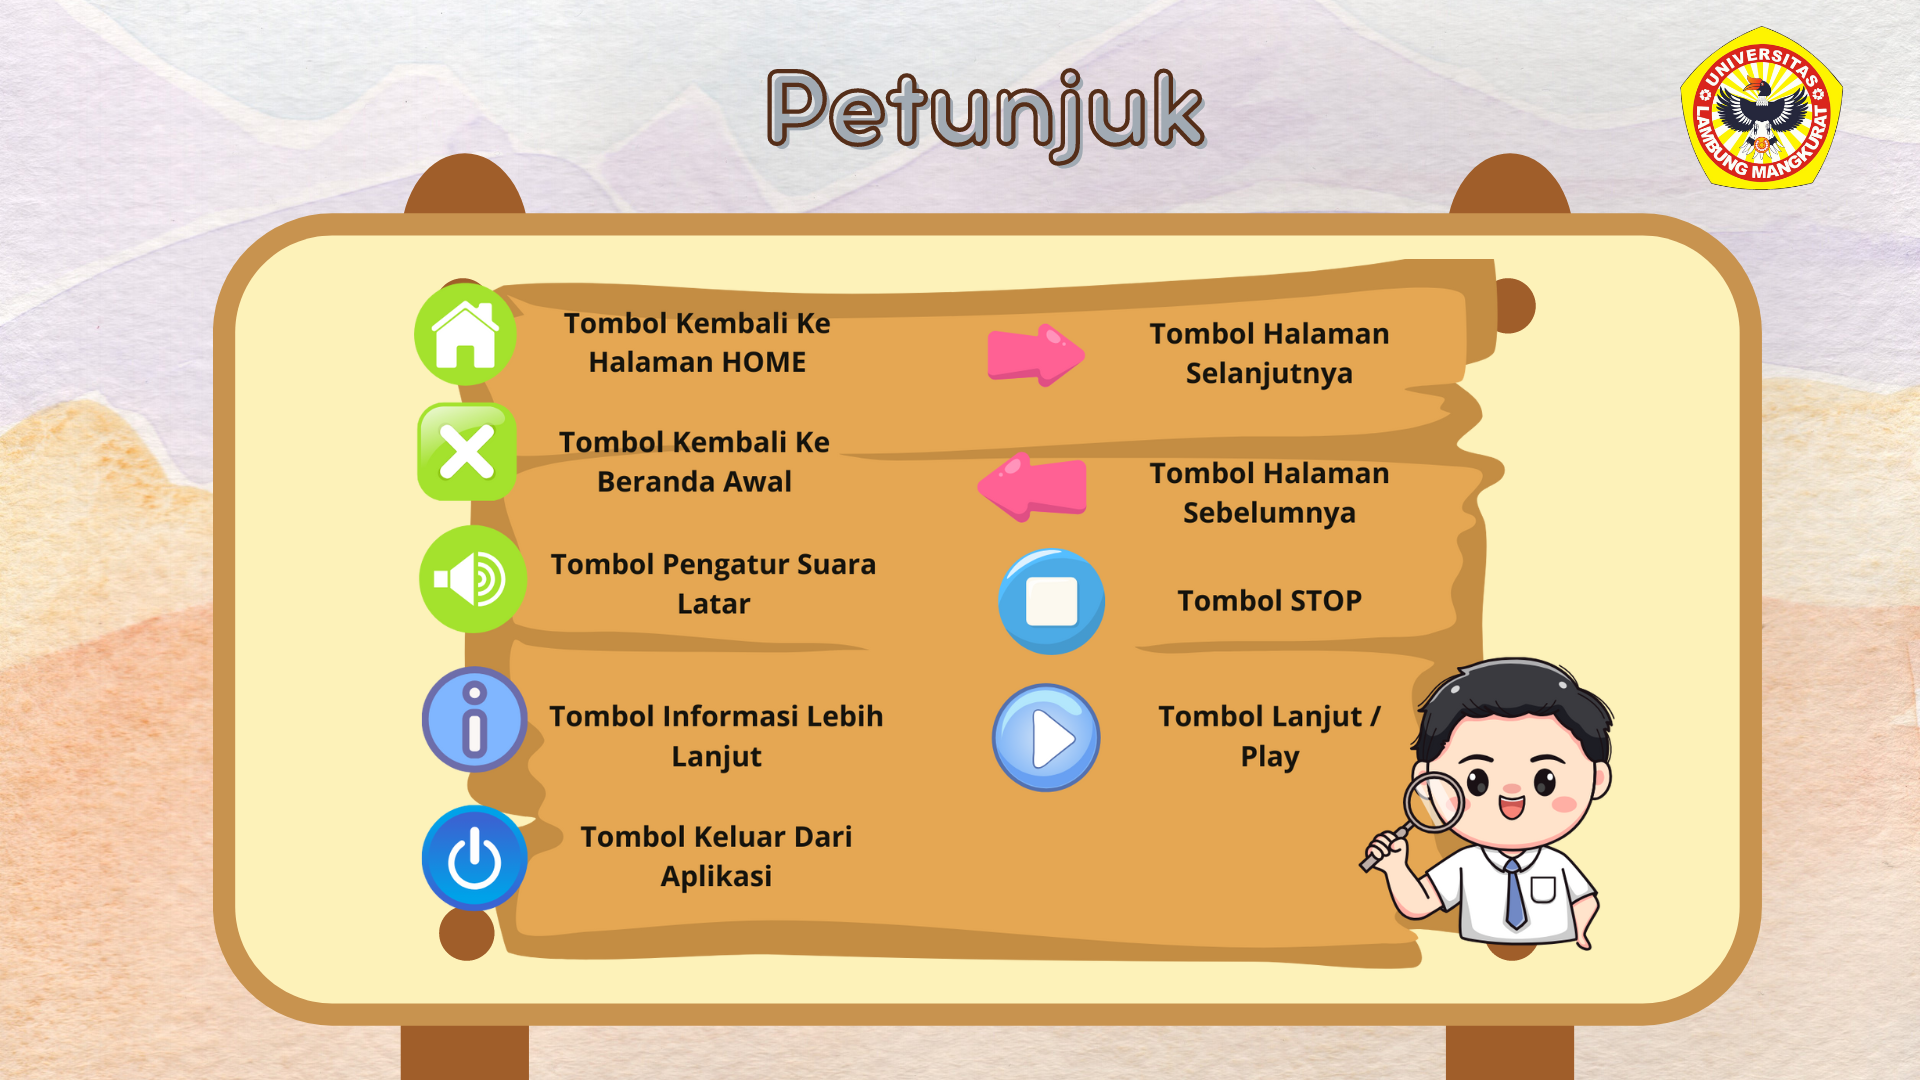 Petunjuk
UNIVERSITAS
LAMBUNG MANGKURAT
Tombol Kembali Ke
Halaman HOME
Tombol Kembali Ke
Beranda Awal
Tombol Pengatur Suara
Latar
Tombol Informasi Lebih
Lanjut
Tombol Keluar Dari
Aplikasi
Tombol Halaman
Selanjutnya
Tombol Halaman
Sebelumnya
Tombol STOP
Tombol Lanjut /
Play